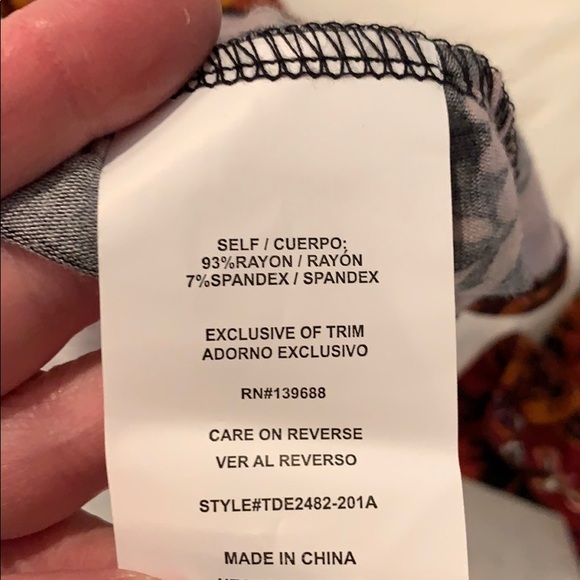 SELF / CUERPO;
93%RAYON / RAYÓN
7%SPANDEX / SPANDEX
EXCLUSIVE OF TRIM
ADORNO EXCLUSIVO
RN#139688
CARE ON REVERSE
VER AL REVERSO
STYLE#TDE2482-201A
MADE IN CHINA